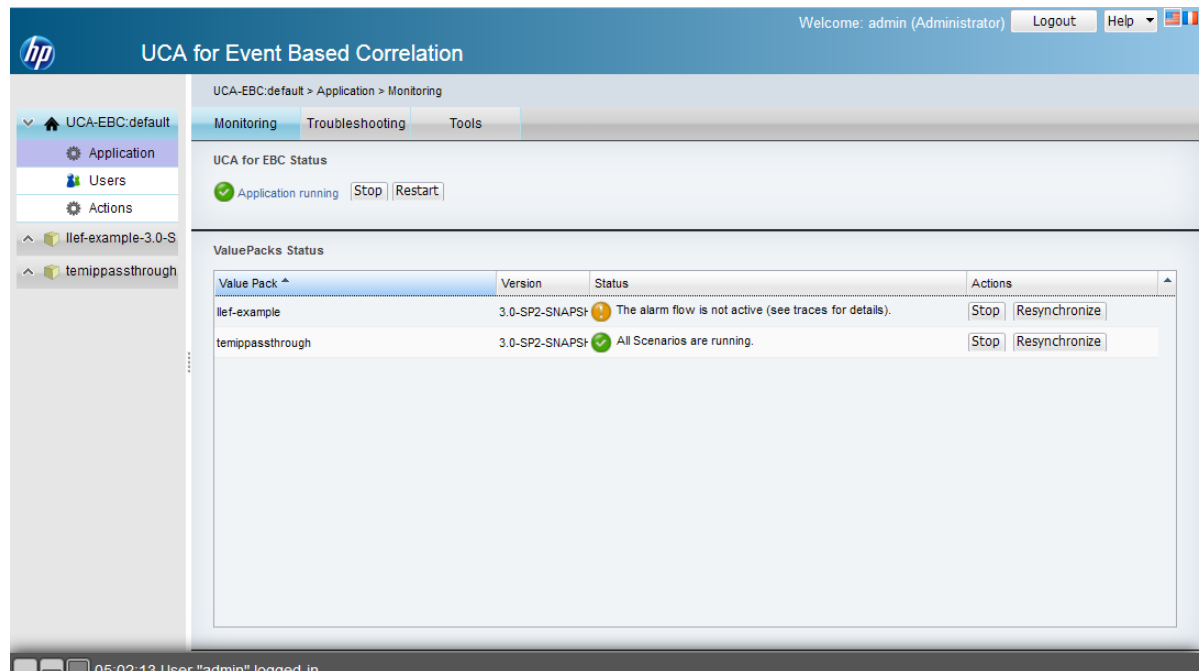 Welcome: admin (Administrator) Logout Help
hp UCA for Event Based Correlation
UCA-EBC:default > Application > Monitoring
UCA-EBC:default
Application
Users
Actions
llef-example-3.0-S
temippassthrough
Monitoring Troubleshooting Tools
UCA for EBC Status
Application running Stop Restart
ValuePacks Status
Value Pack Version Status Actions
llef-example 3.0-SP2-SNAPSH The alarm flow is not active (see traces for details). Stop Resynchronize
temippassthrough 3.0-SP2-SNAPSH All Scenarios are running. Stop Resynchronize
05:02:13 User "admin" logged in